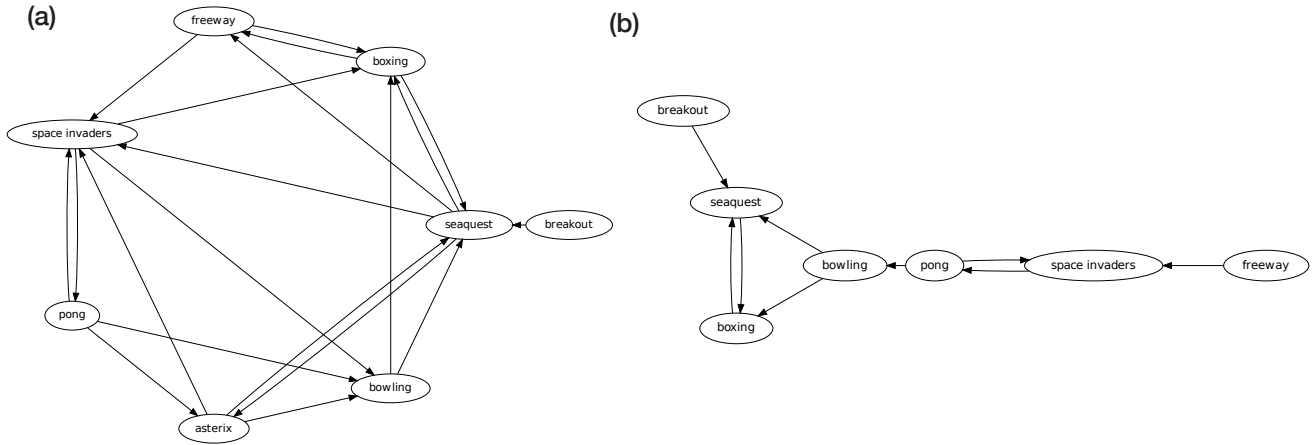 (a)
freeway
boxing
space invaders
seaquest
breakout
pong
bowling
asterix
(b)
breakout
seaquest
bowling
pong
space invaders
freeway
boxing